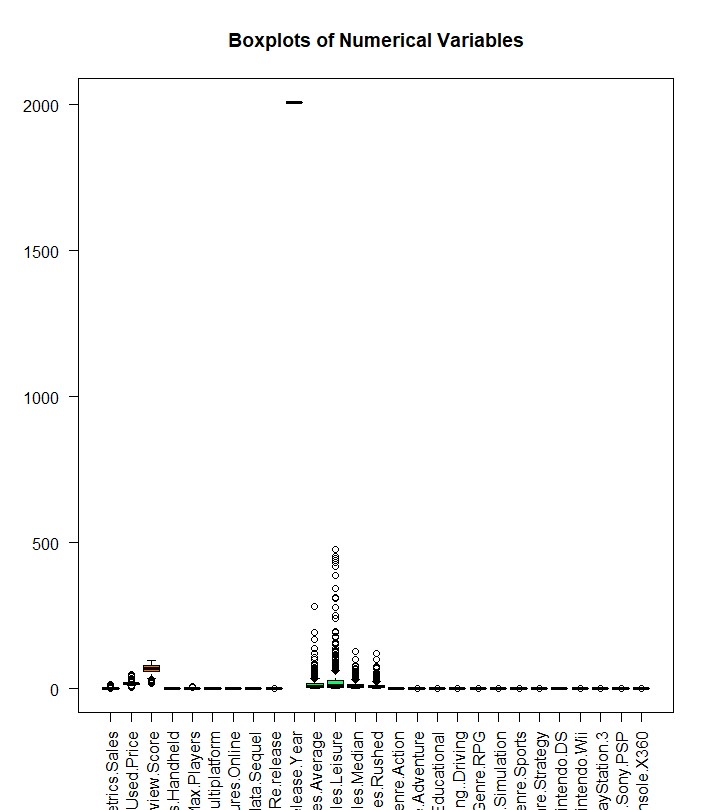 Boxplots of Numerical Variables
2000
1500
1000
500
0
etrics.Sales
Used.Price
view.Score
s.Handheld
Max.Players
ultiplatform
ures.Online
data.Sequel
Re.release
lease.Year
es.Average
les.Leisure
les.Median
es.Rushed
enre.Action
.Adventure
Educational
ng.Driving
Genre.RPG
.Simulation
enre.Sports
re.Strategy
intendo.DS
intendo.Wii
ayStation.3
.Sony.PSP
nsole.X360